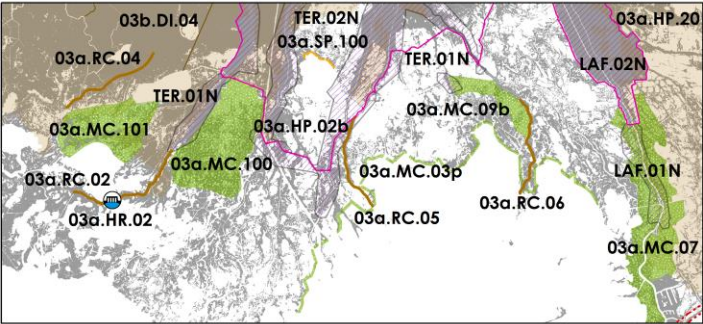 03b.DI.04
TER.02N
03a.HP.20
03a.SP.100
03a.RC.04
TER.01N
LAF.02N
TER.01N
03a.MC.09b
03a.MC.101
03a.HP.02b
03a.MC.100
03a.MC.03p
LAF.01N
03a.RC.02
03a.RC.06
03a.HR.02
03a.RC.05
03a.MC.07